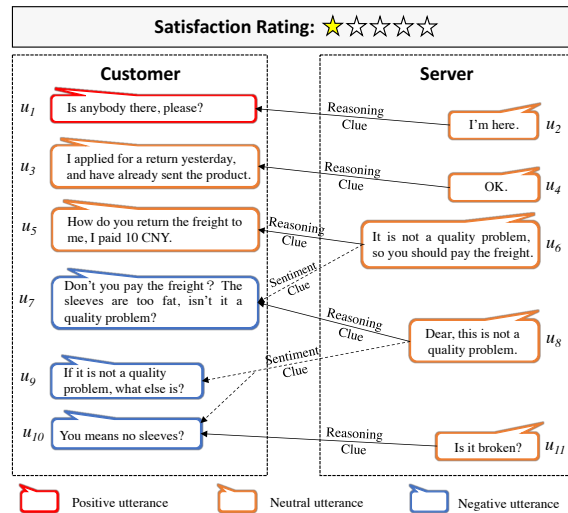 Satisfaction Rating:
Customer
Server
u1
Is anybody there, please?
Reasoning
Clue
I'm here.
u2
u3
I applied for a return yesterday,
and have already sent the product.
Reasoning
Clue
OK.
u4
u5
How do you return the freight to
me, I paid 10 CNY.
Reasoning
Clue
It is not a quality problem,
so you should pay the freight.
u6
Sentiment
Clue
u7
Don't you pay the freight? The
sleeves are too fat, isn't it a
quality problem?
Reasoning
Clue
Dear, this is not a
quality problem.
u8
Sentiment
Clue
u9
If it is not a quality
problem, what else is?
u10
You means no sleeves?
Reasoning
Clue
Is it broken?
u11
Positive utterance
Neutral utterance
Negative utterance